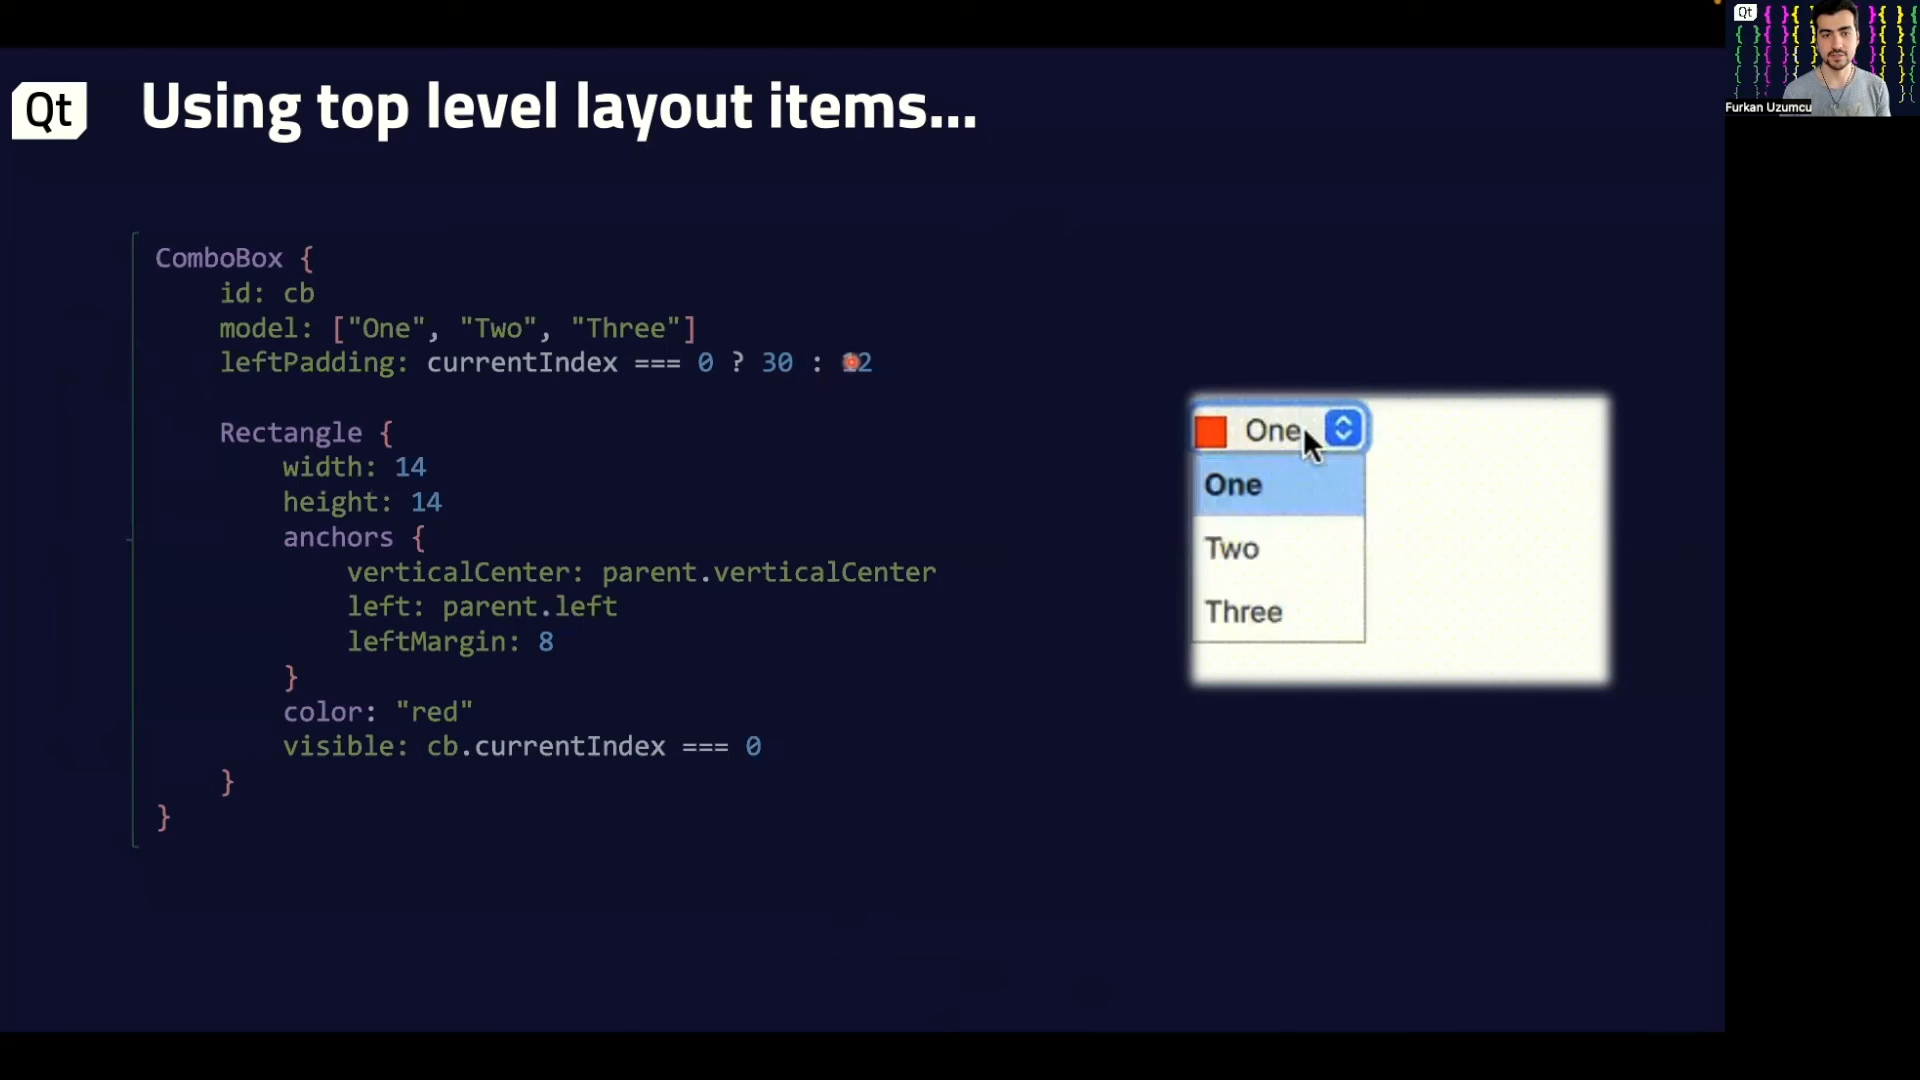 Qt
Using top level layout items...
ComboBox {
id: cb
model: ["One", "Two", "Three"]
leftPadding: currentIndex === 0 ? 30 : 12
Rectangle {
width: 14
height: 14
anchors {
verticalCenter: parent.verticalCenter
left: parent.left
leftMargin: 8
}
color: "red"
visible: cb.currentIndex === 0
}
}
One
One
Two
Three
Qt
Furkan Uzumcu